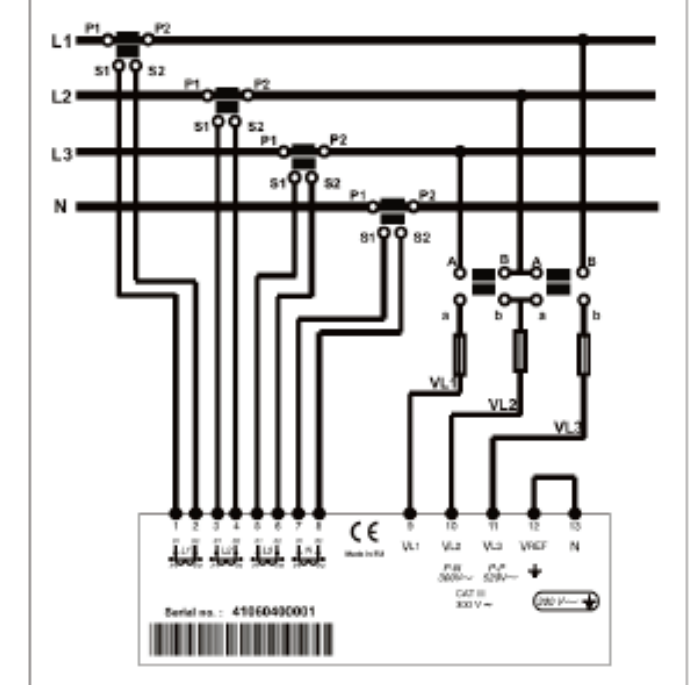 P1 P2
L1
S1 S2
P1 P2
L2
S1 S2
P1 P2
L3
S1 S2
P1 P2
N
S1 S2
A B A B
a b a b
VL1
VL2
VL3
1 2 3 4 5 6 7 8 9 10 11 12 13
CE
VL1 VL2 VL3 VREF N
P-N P-P
300V~ 520V~
CAT III
300 V ~
Serial no. : 41060400001